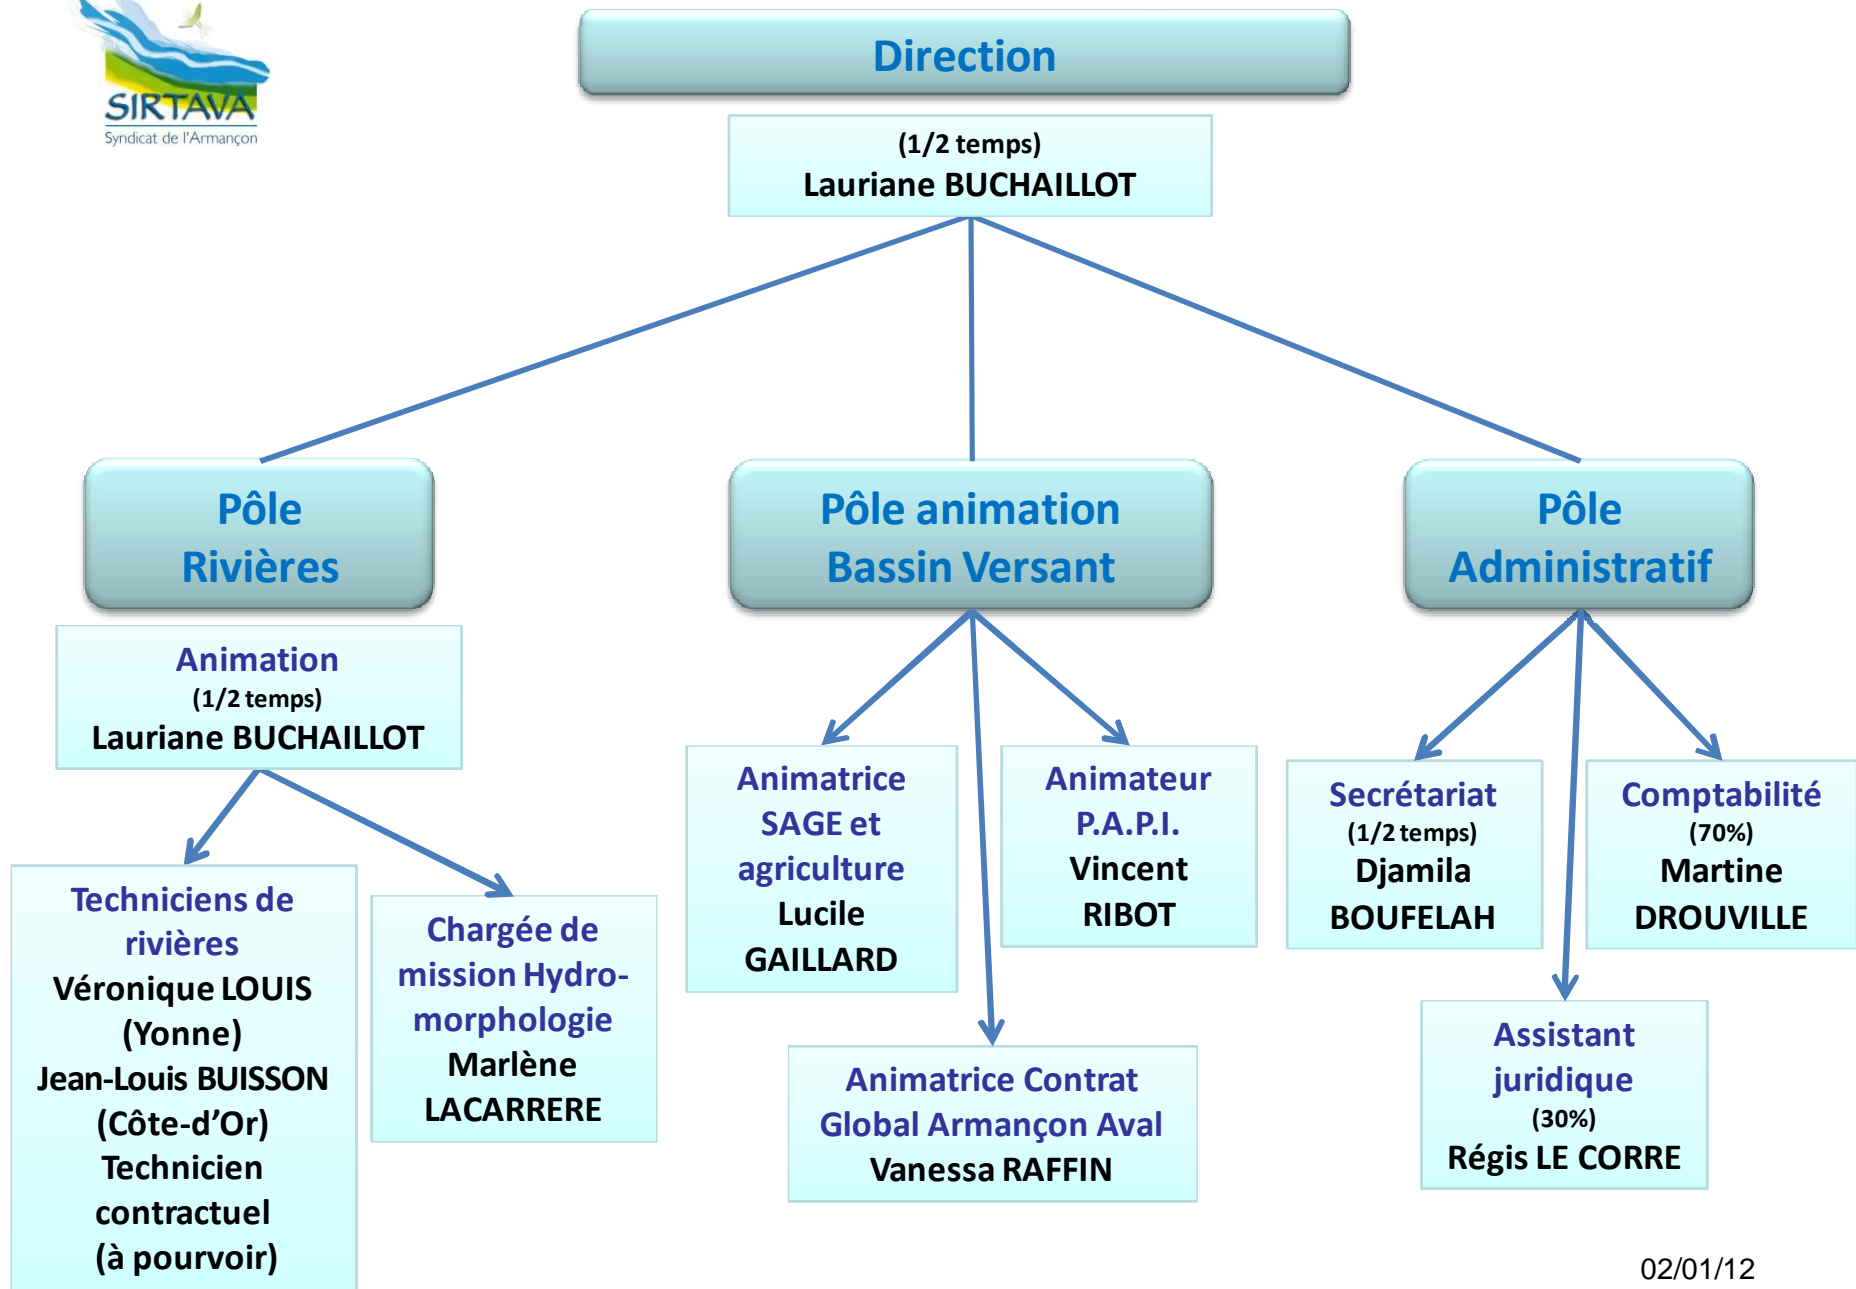 SIRTAVA
Syndicat de l'Armançon
Direction
(1/2 temps)
Lauriane BUCHAILLOT
Pôle
Rivières
Animation
(1/2 temps)
Lauriane BUCHAILLOT
Techniciens de
rivières
Véronique LOUIS
(Yonne)
Jean-Louis BUISSON
(Côte-d’Or)
Technicien
contractuel
(à pourvoir)
Chargée de
mission Hydro-
morphologie
Marlène
LACARRERE
Pôle animation
Bassin Versant
Animatrice
SAGE et
agriculture
Lucile
GAILLARD
Animateur
P.A.P.I.
Vincent
RIBOT
Animatrice Contrat
Global Armançon Aval
Vanessa RAFFIN
Pôle
Administratif
Secrétariat
(1/2 temps)
Djamila
BOUFELAH
Comptabilité
(70%)
Martine
DROUVILLE
Assistant
juridique
(30%)
Régis LE CORRE
02/01/12